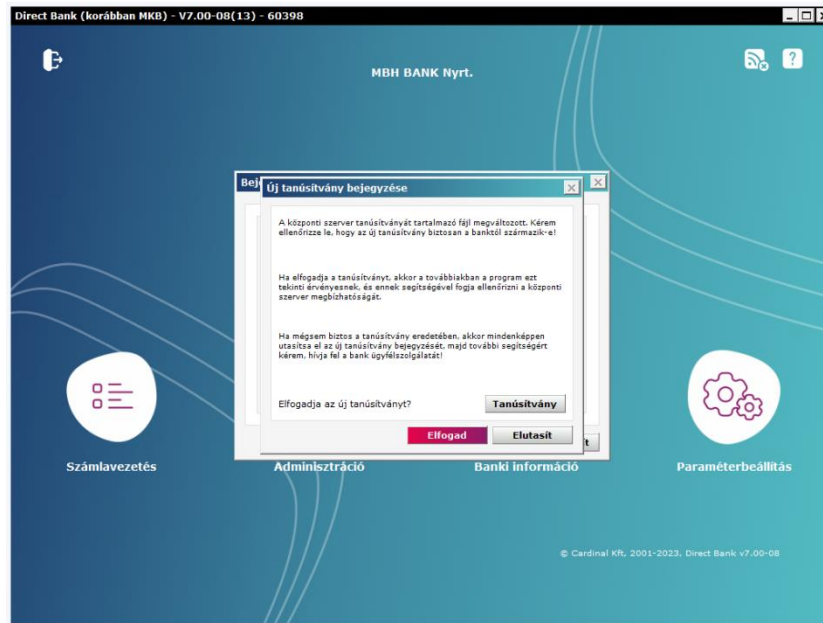 Direct Bank (korábban MKB) - V7.00-08(13) - 60398
MBH BANK Nyrt.
?
Új tanúsítvány bejegyzése
A központi szerver tanúsítványát tartalmazó fájl megváltozott. Kérem
ellenőrizze le, hogy az új tanúsítvány biztosan a banktól származik-e!
Ha elfogadja a tanúsítványt, akkor a továbbiakban a program ezt
tekinti érvényesnek, és ennek segítségével fogja ellenőrizni a központi
szerver megbízhatóságát.
Ha mégsem biztos a tanúsítvány eredetében, akkor mindenképpen
utasítsa el az új tanúsítvány bejegyzését, majd további segítségért
kérem, hívja fel a bank ügyfélszolgálatát!
Elfogadja az új tanúsítványt?
Tanúsítvány
Elfogad
Elutasít
Számlavezetés
Adminisztráció
Banki információ
Paraméterbeállítás
© Cardinal Kft, 2001-2023, Direct Bank v7.00-08